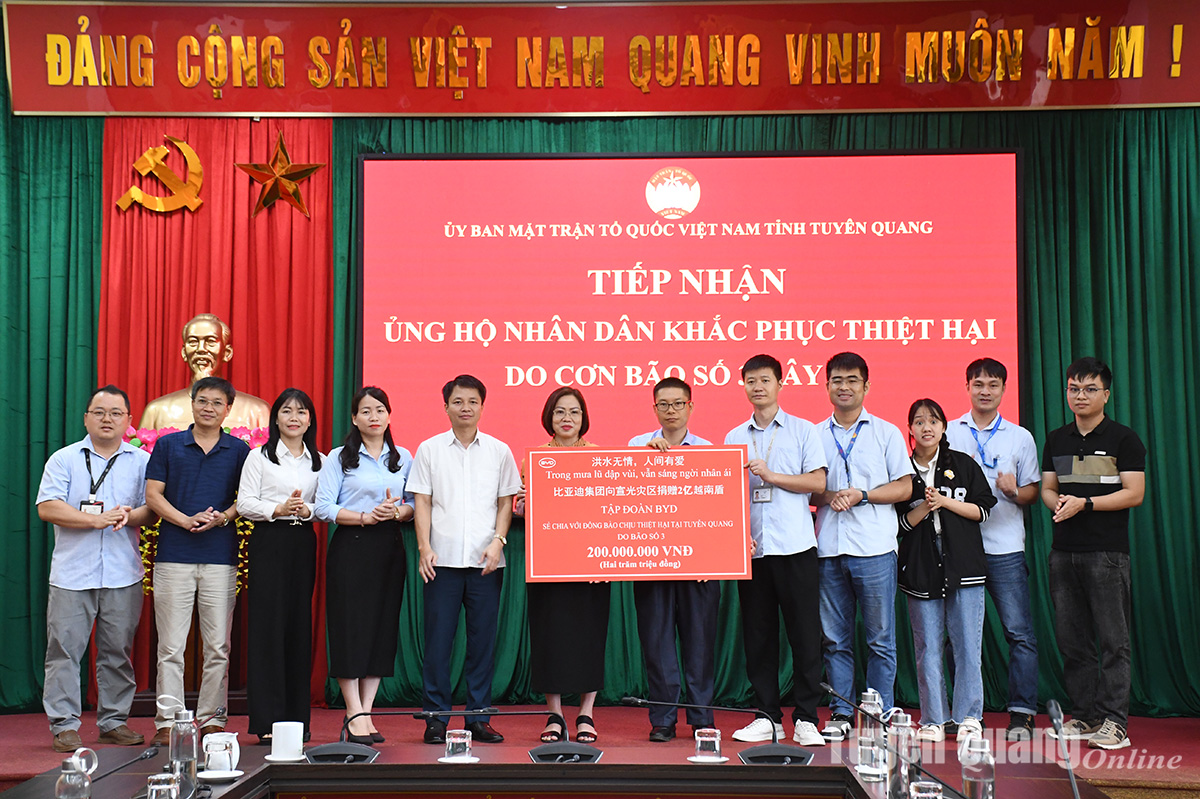 ĐẢNG CỘNG SẢN VIỆT NAM QUANG VINH MUÔN NĂM !
ỦY BAN MẶT TRẬN TỔ QUỐC VIỆT NAM TỈNH TUYÊN QUANG
TIẾP NHẬN
ỦNG HỘ NHÂN DÂN KHẮC PHỤC THIỆT HẠI
DO CƠN BÃO SỐ
BYD
洪水无情，人间有爱
Trong mưa lũ dập vùi, vẫn sáng ngời nhân ái
比亚迪集团向宣光灾区捐赠2亿越南盾
TẬP ĐOÀN BYD
SẺ CHIA VỚI ĐỒNG BÀO CHỊU THIỆT HẠI TẠI TUYÊN QUANG
DO BÃO SỐ 3
200.000.000 VNĐ
(Hai trăm triệu đồng)
Tuyên Quang Online